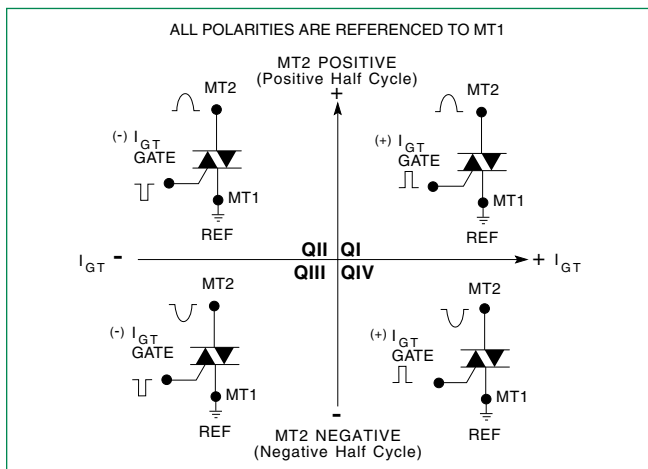 ALL POLARITIES ARE REFERENCED TO MT1
MT2 POSITIVE
(Positive Half Cycle)
+
MT2
(-) IGT
GATE
MT1
REF
MT2
(+) IGT
GATE
MT1
REF
QII QI
IGT - + IGT
QIII QIV
MT2
(-) IGT
GATE
MT1
REF
MT2
(+) IGT
GATE
MT1
REF
-
MT2 NEGATIVE
(Negative Half Cycle)